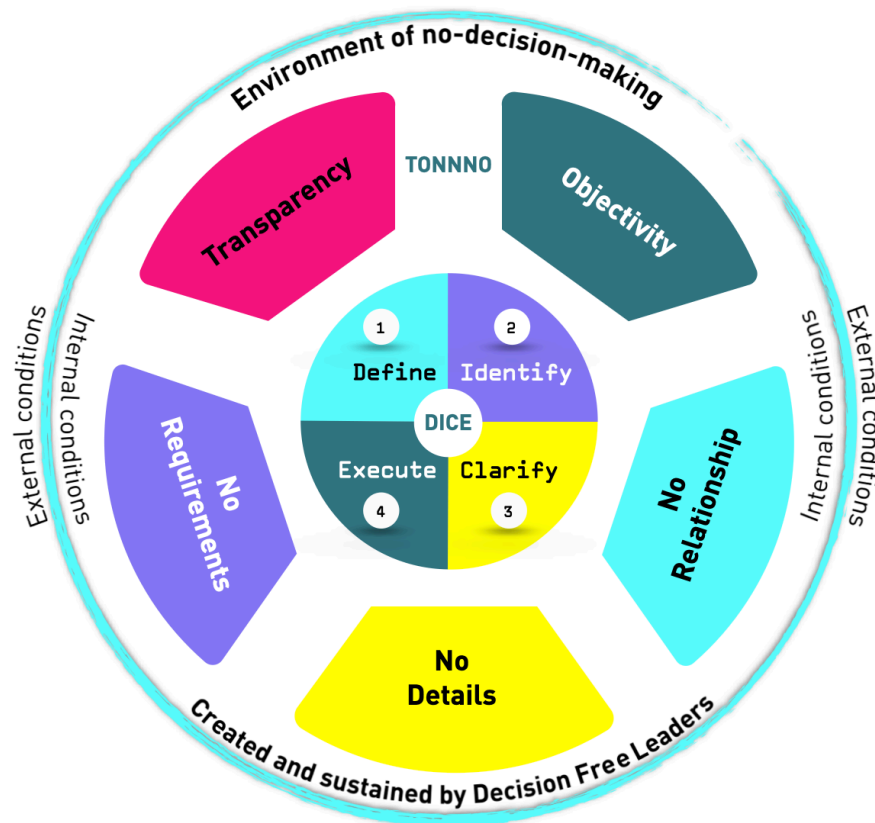 Environment of no-decision-making
TONNNO
Transparency
Objectivity
External conditions
Internal conditions
External conditions
Internal conditions
1
Define
2
Identify
DICE
Execute
4
Clarify
3
No
Requirements
No
Relationship
No
Details
Created and sustained by Decision Free Leaders